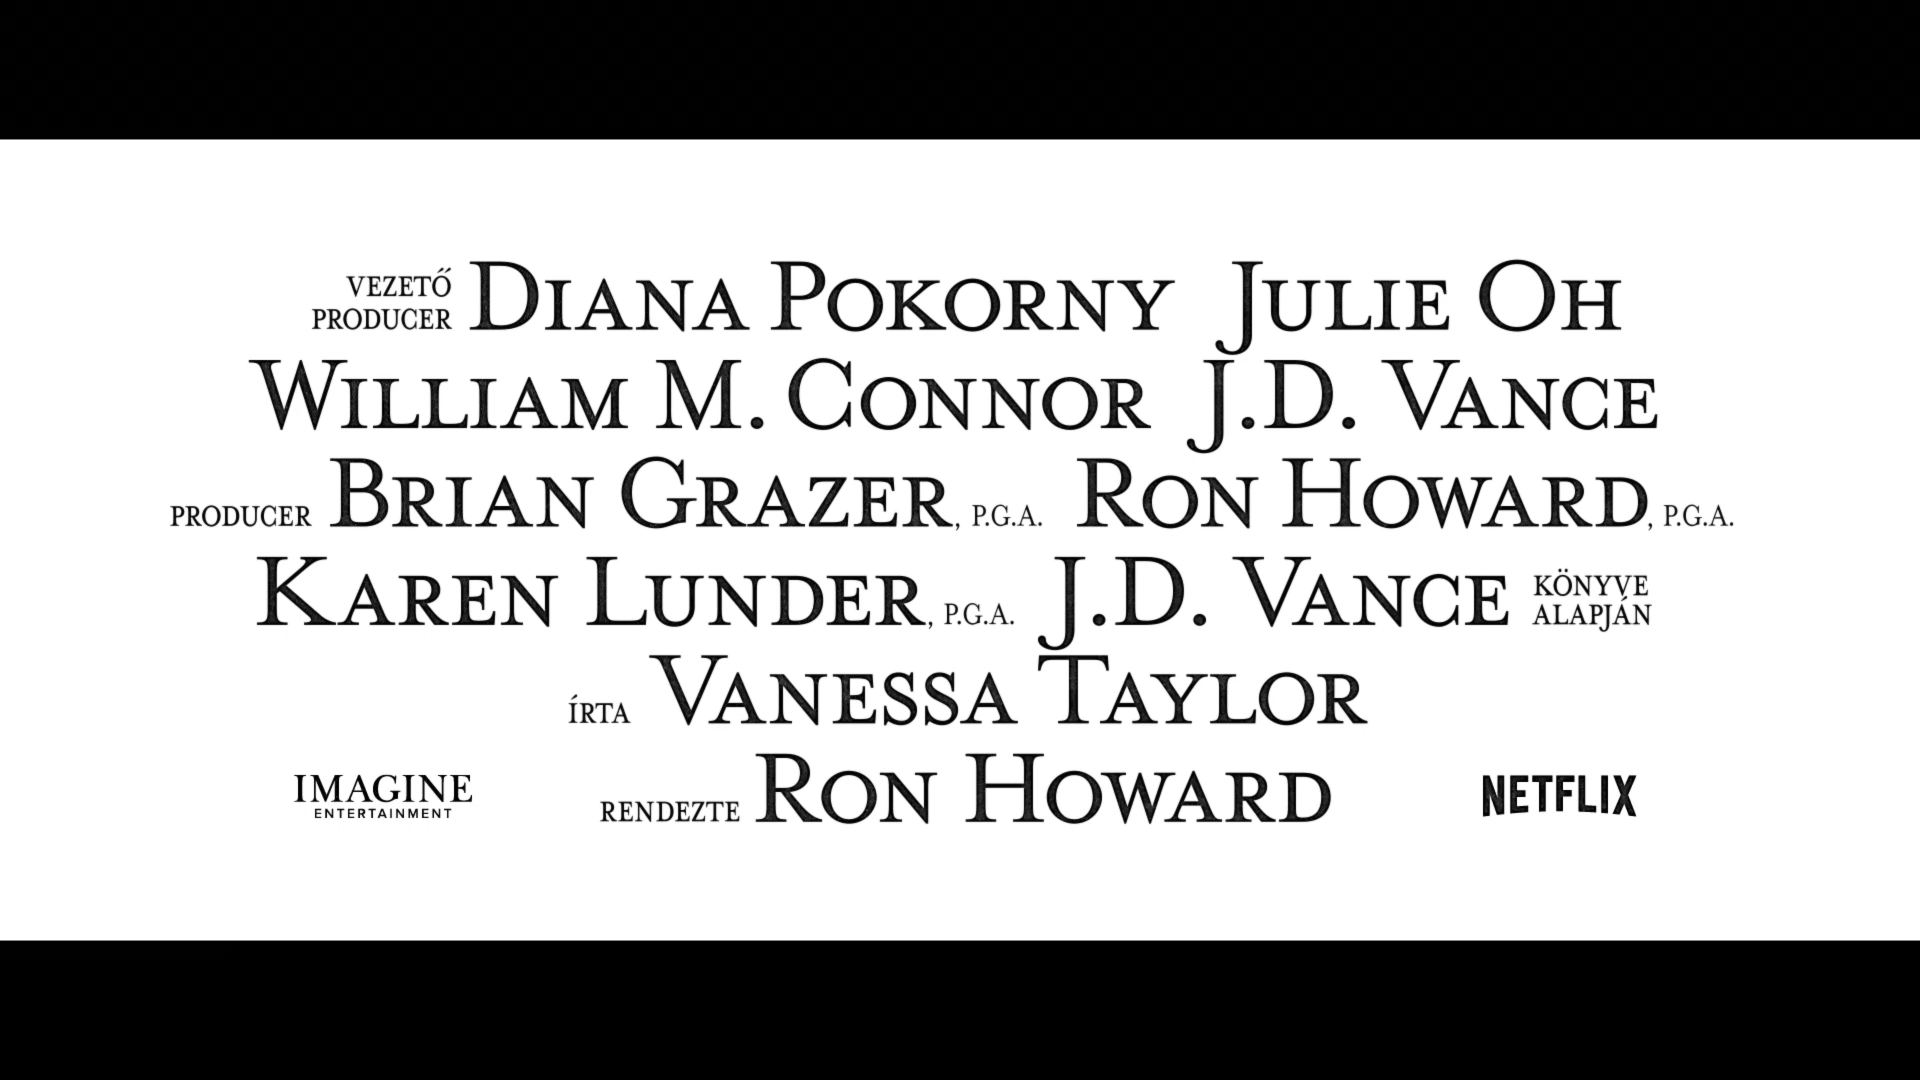 VEZETŐ PRODUCER DIANA POKORNY JULIE OH
WILLIAM M. CONNOR J.D. VANCE
PRODUCER BRIAN GRAZER, P.G.A. RON HOWARD, P.G.A.
KAREN LUNDER, P.G.A. J.D. VANCE KÖNYVE ALAPJÁN
ÍRTA VANESSA TAYLOR
RENDEZTE RON HOWARD
IMAGINE
ENTERTAINMENT
NETFLIX